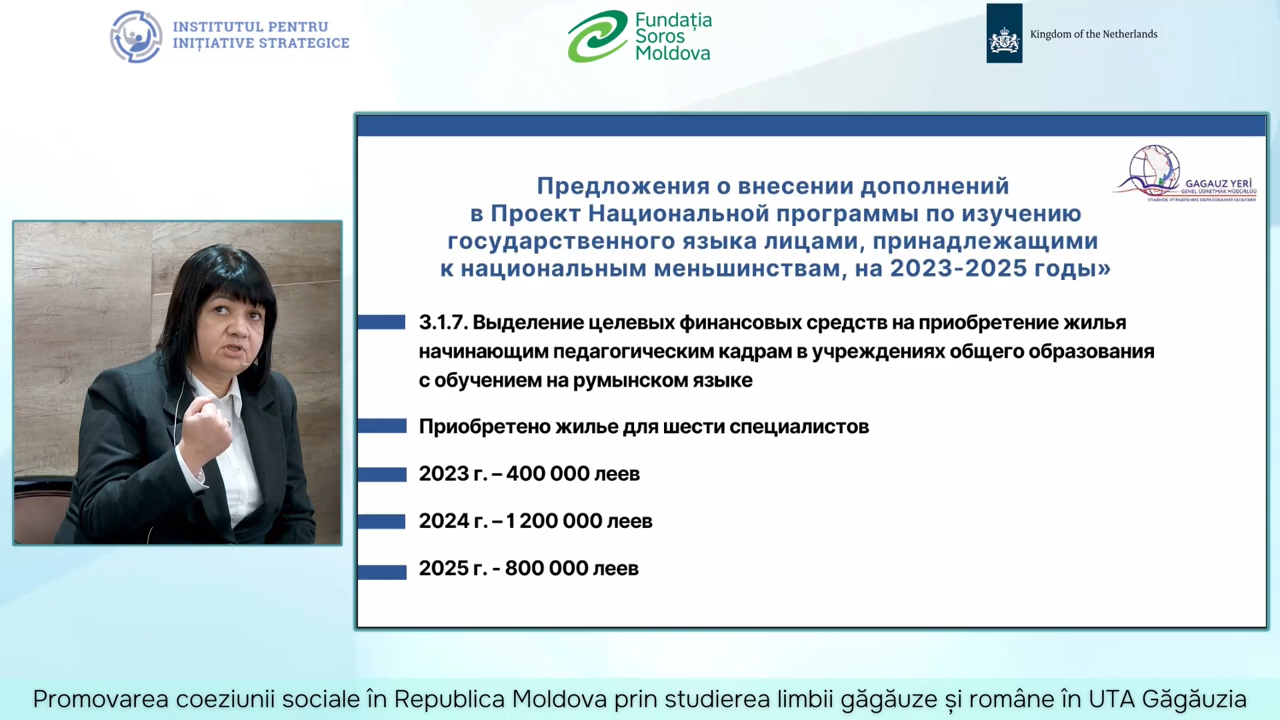 INSTITUTUL PENTRU
INIȚIATIVE STRATEGICE
Fundația
Soros
Moldova
Kingdom of the Netherlands
GAGAUZ YERİ
GENEL ÜÜRETMÄK MÜDÜRLÜÜ
ГЛАВНОЕ УПРАВЛЕНИЕ ОБРАЗОВАНИЯ ГАГАУЗИИ
Предложения о внесении дополнений
в Проект Национальной программы по изучению
государственного языка лицами, принадлежащими
к национальным меньшинствам, на 2023-2025 годы»
3.1.7. Выделение целевых финансовых средств на приобретение жилья
начинающим педагогическим кадрам в учреждениях общего образования
с обучением на румынском языке
Приобретено жилье для шести специалистов
2023 г. – 400 000 леев
2024 г. – 1 200 000 леев
2025 г. - 800 000 леев
Promovarea coeziunii sociale în Republica Moldova prin studierea limbii găgăuze și române în UTA Găgăuzia